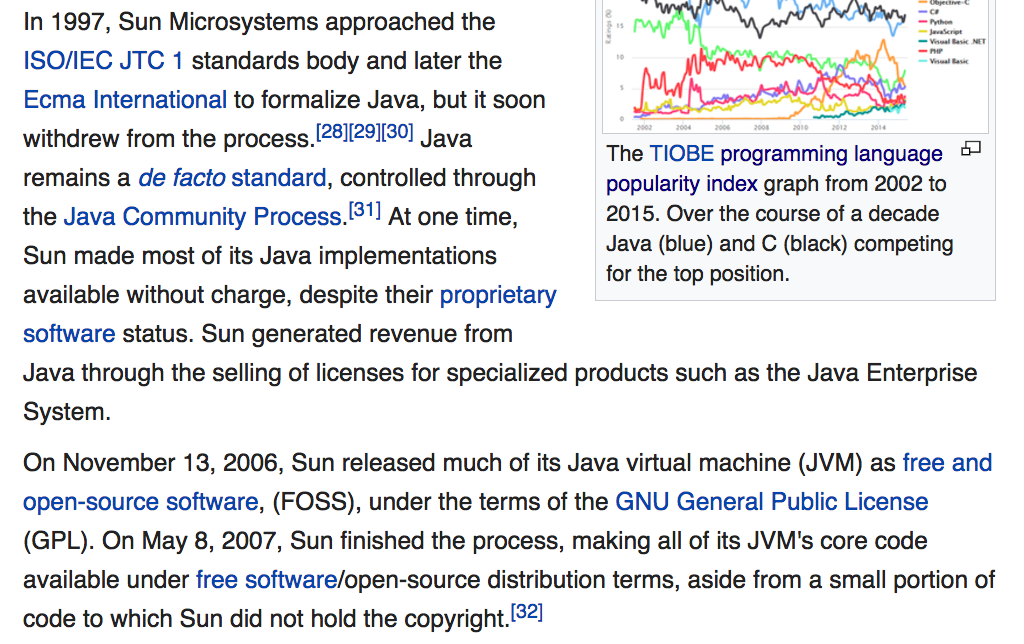 In 1997, Sun Microsystems approached the
ISO/IEC JTC 1 standards body and later the
Ecma International to formalize Java, but it soon
withdrew from the process.[28][29][30] Java
remains a de facto standard, controlled through
the Java Community Process.[31] At one time,
Sun made most of its Java implementations
available without charge, despite their proprietary
software status. Sun generated revenue from
Java through the selling of licenses for specialized products such as the Java Enterprise
System.
On November 13, 2006, Sun released much of its Java virtual machine (JVM) as free and
open-source software, (FOSS), under the terms of the GNU General Public License
(GPL). On May 8, 2007, Sun finished the process, making all of its JVM's core code
available under free software/open-source distribution terms, aside from a small portion of
code to which Sun did not hold the copyright.[32]
Objective-C
C#
Python
JavaScript
Visual Basic .NET
PHP
Visual Basic
Ratings (%)
15
10
5
0
2002 2004 2006 2008 2010 2012 2014
The TIOBE programming language
popularity index graph from 2002 to
2015. Over the course of a decade
Java (blue) and C (black) competing
for the top position.